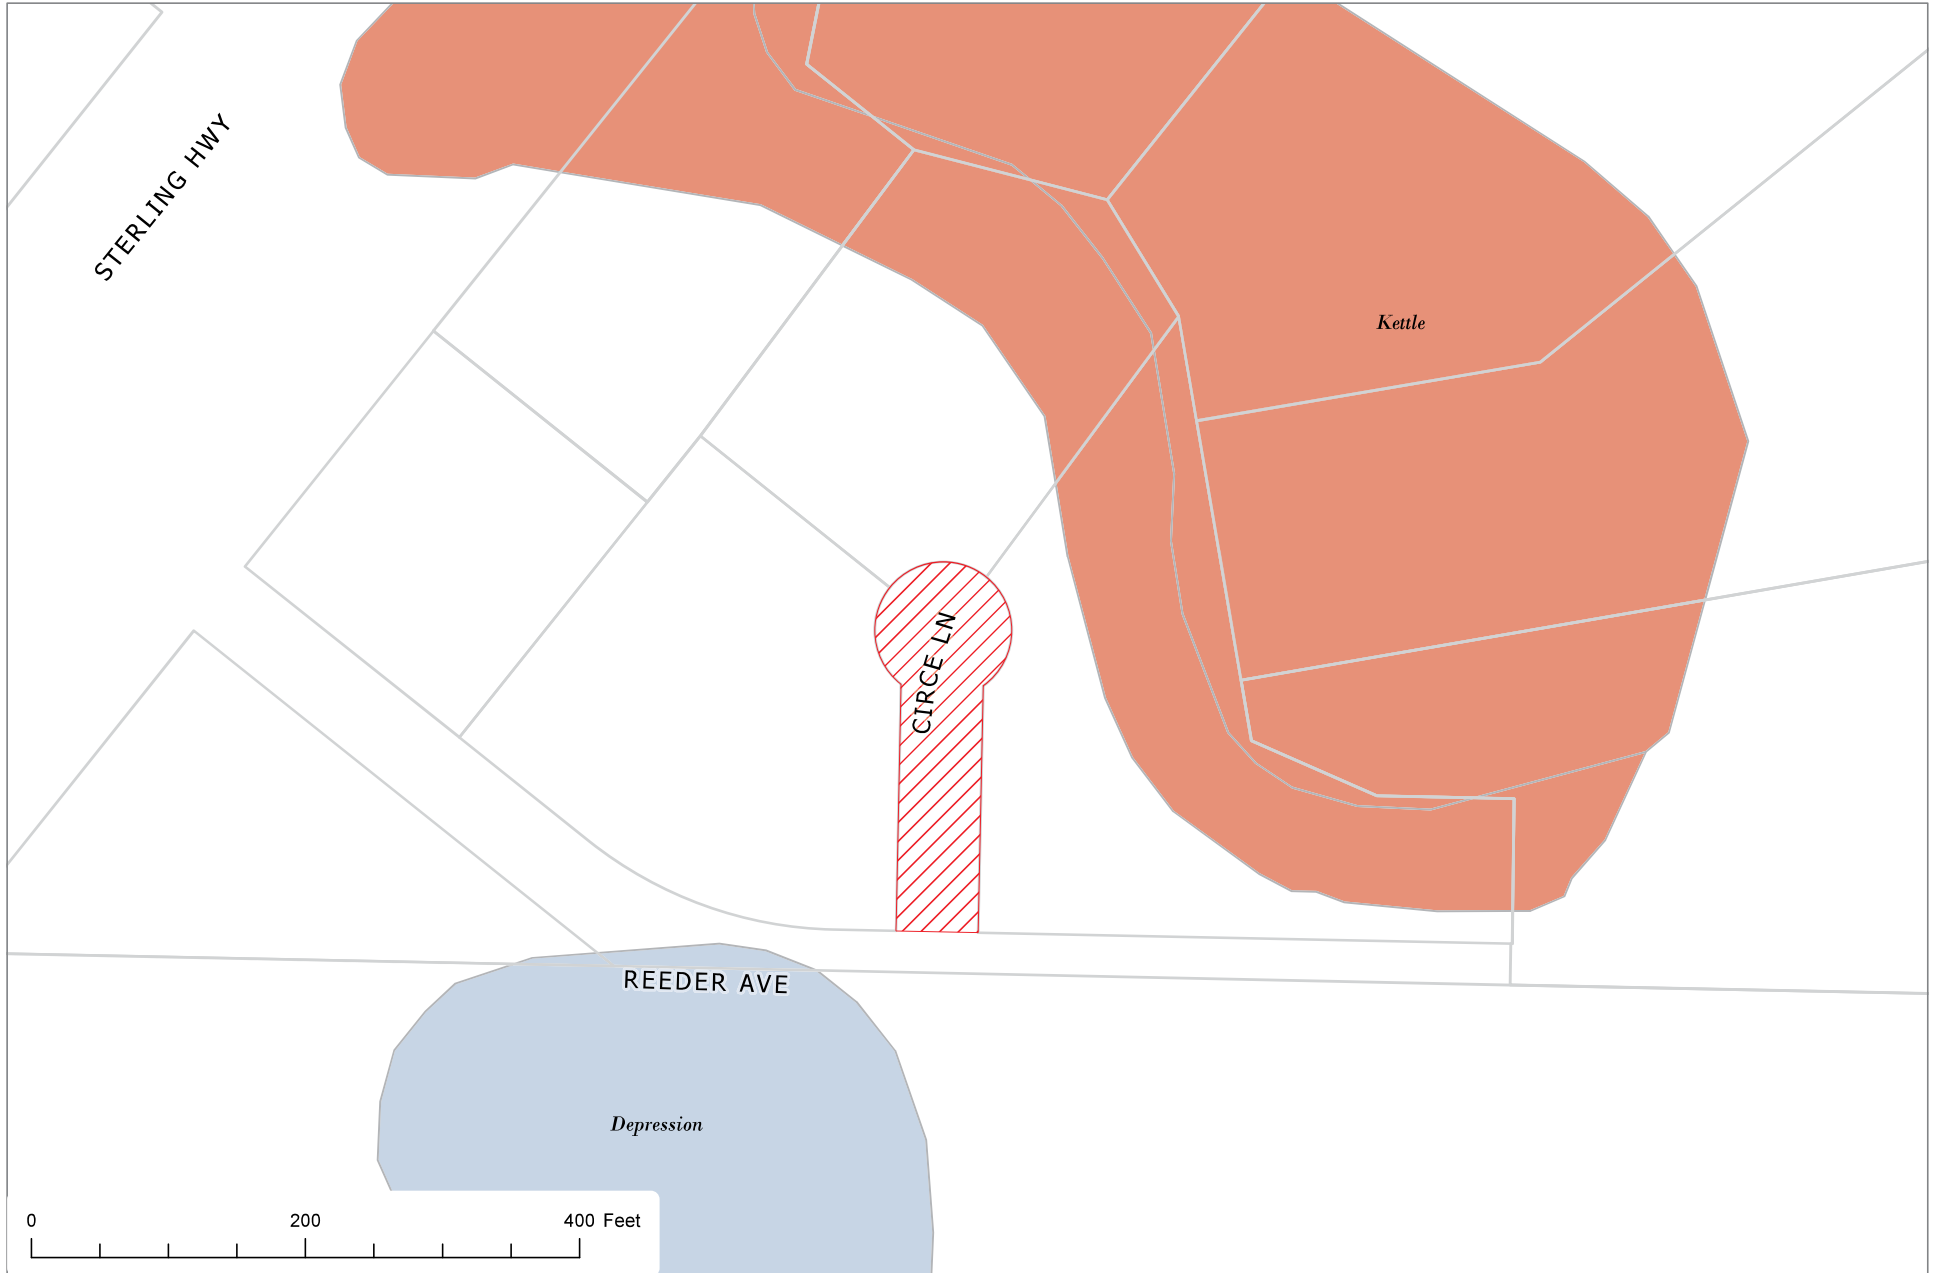 STERLING HWY
Kettle
CIRCE LN
REEDER AVE
Depression
0 200 400 Feet